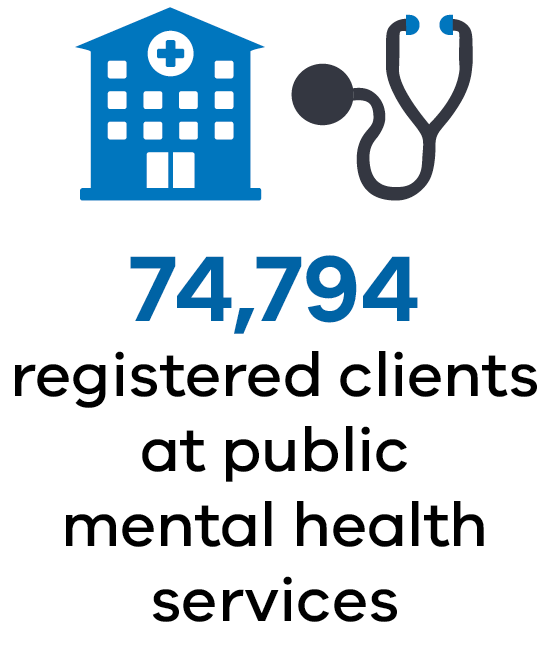 74,794
registered clients
at public
mental health
services